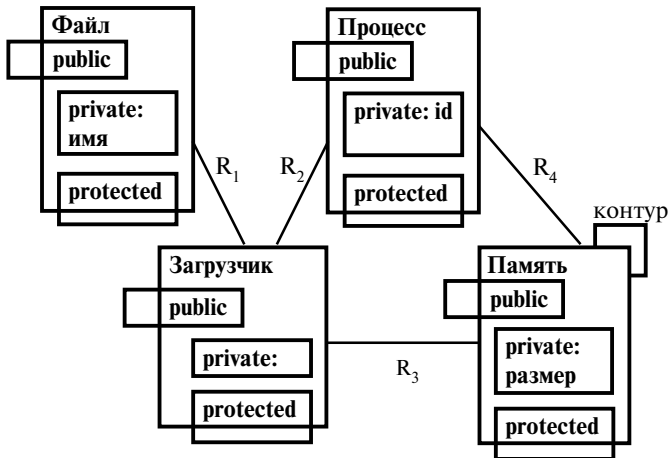 Файл
public
private:
имя
protected
Процесс
public
private: id
protected
R₁
R₂
R₄
контур
Загрузчик
public
private:
protected
R₃
Память
public
private:
размер
protected